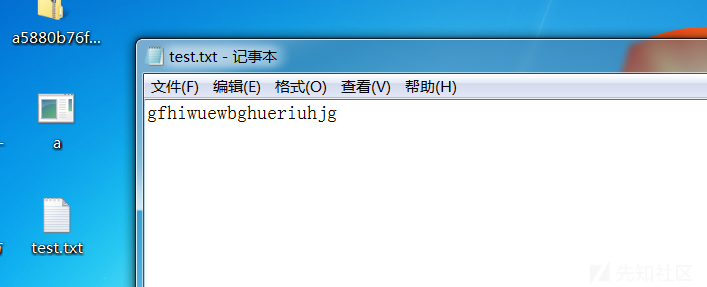 a5880b76f...
a
test.txt
test.txt - 记事本
文件(F) 编辑(E) 格式(O) 查看(V) 帮助(H)
gfhiwuewbghueriuhjg
先知社区